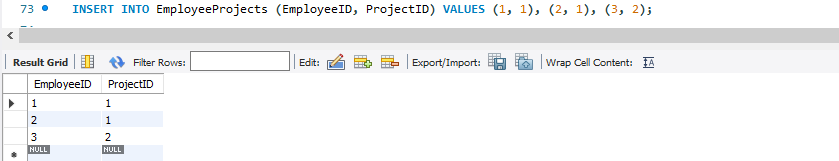 73 INSERT INTO EmployeeProjects (EmployeeID, ProjectID) VALUES (1, 1), (2, 1), (3, 2);
Result Grid Filter Rows: Edit: Export/Import: Wrap Cell Content: IA
EmployeeID ProjectID
1 1
2 1
3 2
NULL NULL